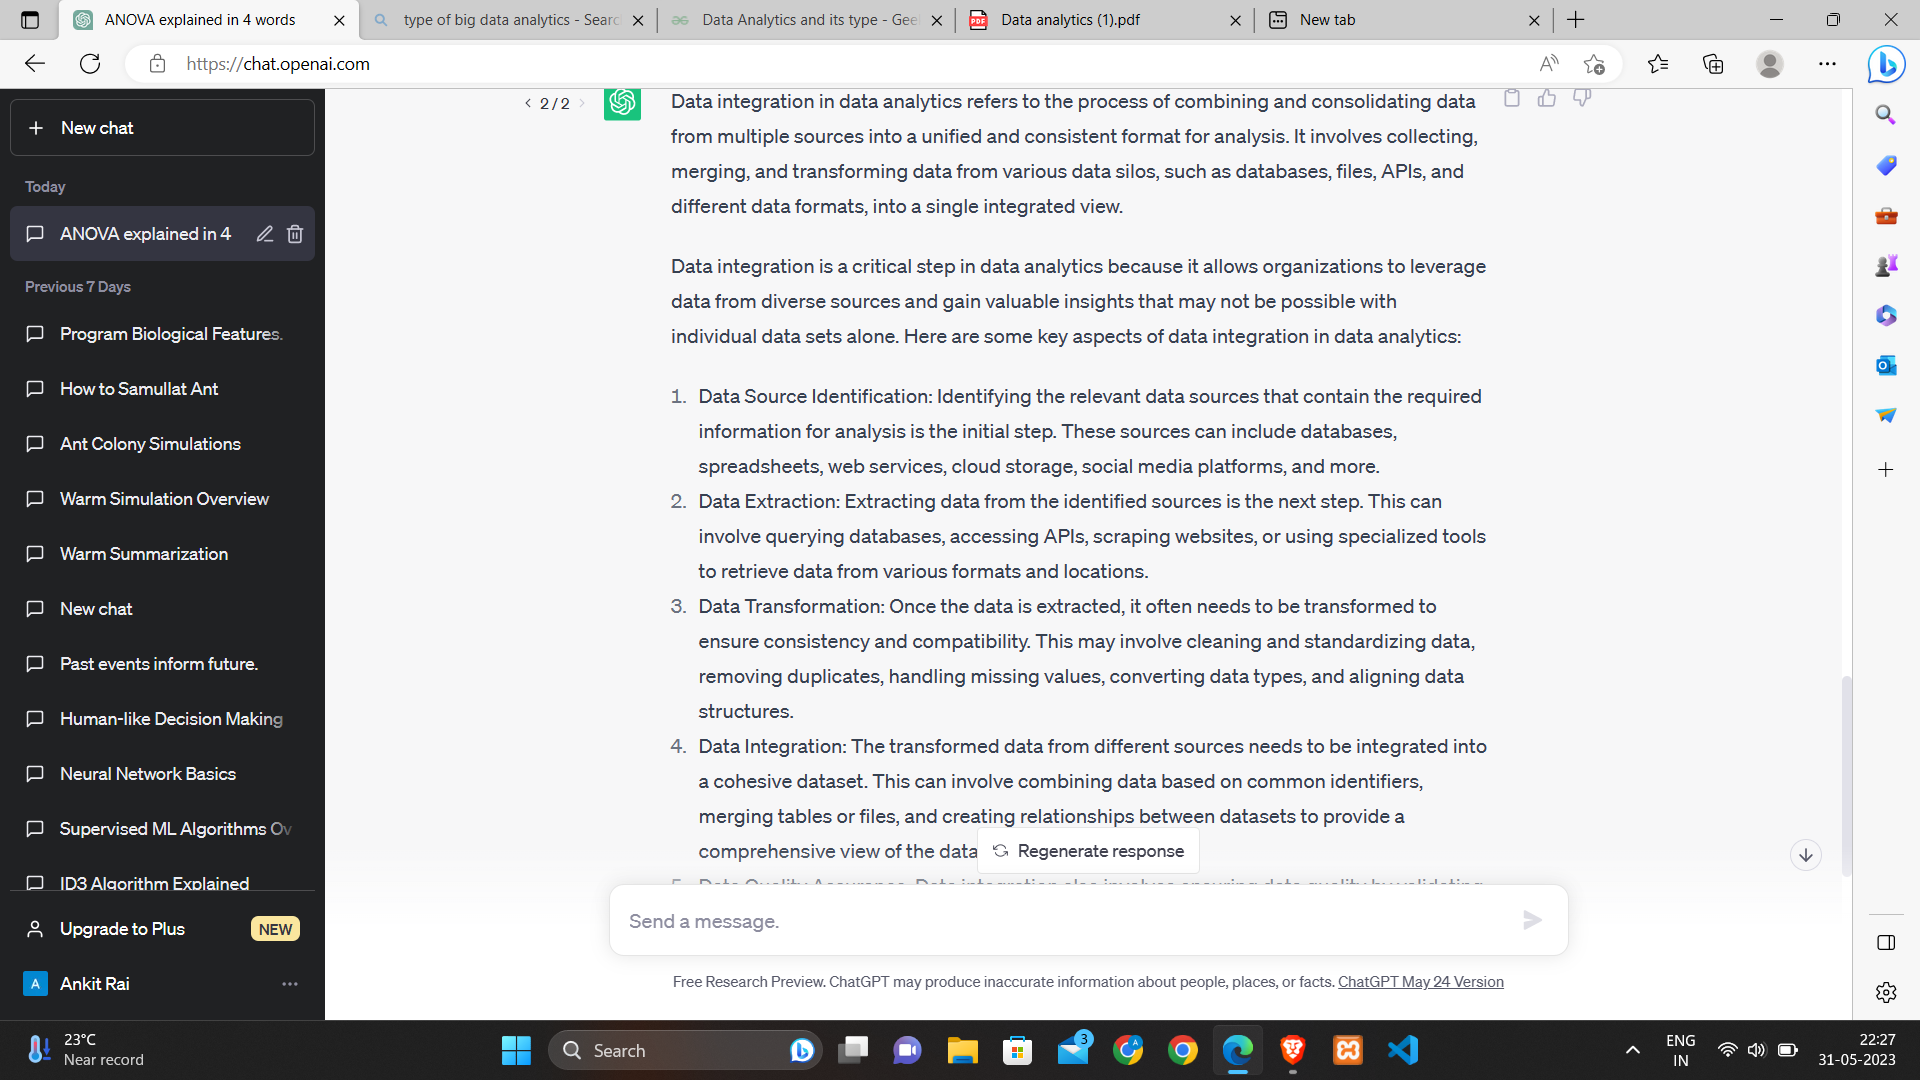 ANOVA explained in 4 words
type of big data analytics - Searc
Data Analytics and its type - Gee
Data analytics (1).pdf
New tab
https://chat.openai.com
New chat
Today
ANOVA explained in 4
Previous 7 Days
Program Biological Features.
How to Samullat Ant
Ant Colony Simulations
Warm Simulation Overview
Warm Summarization
New chat
Past events inform future.
Human-like Decision Making
Neural Network Basics
Supervised ML Algorithms Ov
ID3 Algorithm Explained
Upgrade to Plus NEW
A Ankit Rai
2 / 2
Data integration in data analytics refers to the process of combining and consolidating data
from multiple sources into a unified and consistent format for analysis. It involves collecting,
merging, and transforming data from various data silos, such as databases, files, APIs, and
different data formats, into a single integrated view.
Data integration is a critical step in data analytics because it allows organizations to leverage
data from diverse sources and gain valuable insights that may not be possible with
individual data sets alone. Here are some key aspects of data integration in data analytics:
1. Data Source Identification: Identifying the relevant data sources that contain the required
information for analysis is the initial step. These sources can include databases,
spreadsheets, web services, cloud storage, social media platforms, and more.
2. Data Extraction: Extracting data from the identified sources is the next step. This can
involve querying databases, accessing APIs, scraping websites, or using specialized tools
to retrieve data from various formats and locations.
3. Data Transformation: Once the data is extracted, it often needs to be transformed to
ensure consistency and compatibility. This may involve cleaning and standardizing data,
removing duplicates, handling missing values, converting data types, and aligning data
structures.
4. Data Integration: The transformed data from different sources needs to be integrated into
a cohesive dataset. This can involve combining data based on common identifiers,
merging tables or files, and creating relationships between datasets to provide a
comprehensive view of the data
5. Data Quality Assurance: Data integration also involves ensuring data quality by validating
Regenerate response
Send a message.
Free Research Preview. ChatGPT may produce inaccurate information about people, places, or facts. ChatGPT May 24 Version
23°C
Near record
Search
3
ENG
IN
22:27
31-05-2023